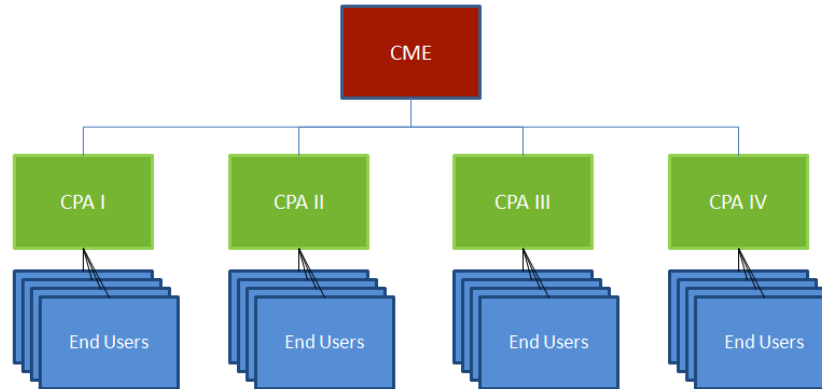 CME
CPA I
CPA II
CPA III
CPA IV
End Users
End Users
End Users
End Users